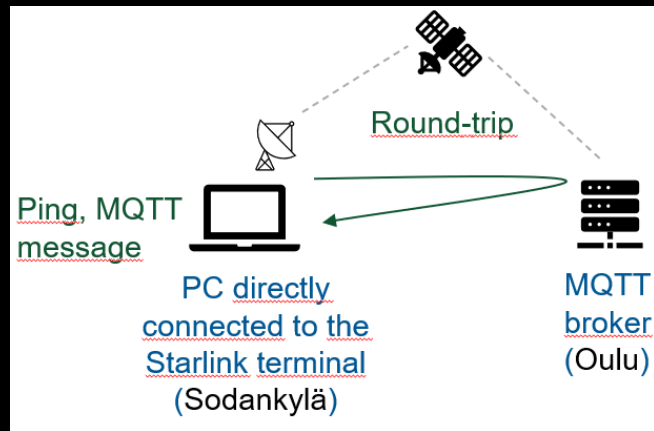 Round-trip
Ping, MQTT
message
PC directly
connected to the
Starlink terminal
(Sodankylä)
MQTT
broker
(Oulu)